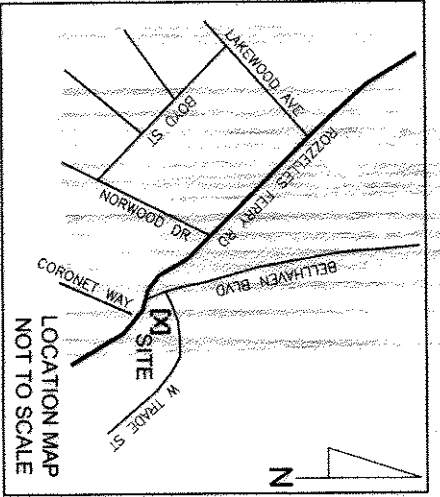 LAKEWOOD AVE
BOYD ST
ROZZELLES FERRY RD
NORWOOD DR
BELLHAVEN BLVD
CORONET WAY
[X] SITE
W TRADE ST
LOCATION MAP
NOT TO SCALE
N